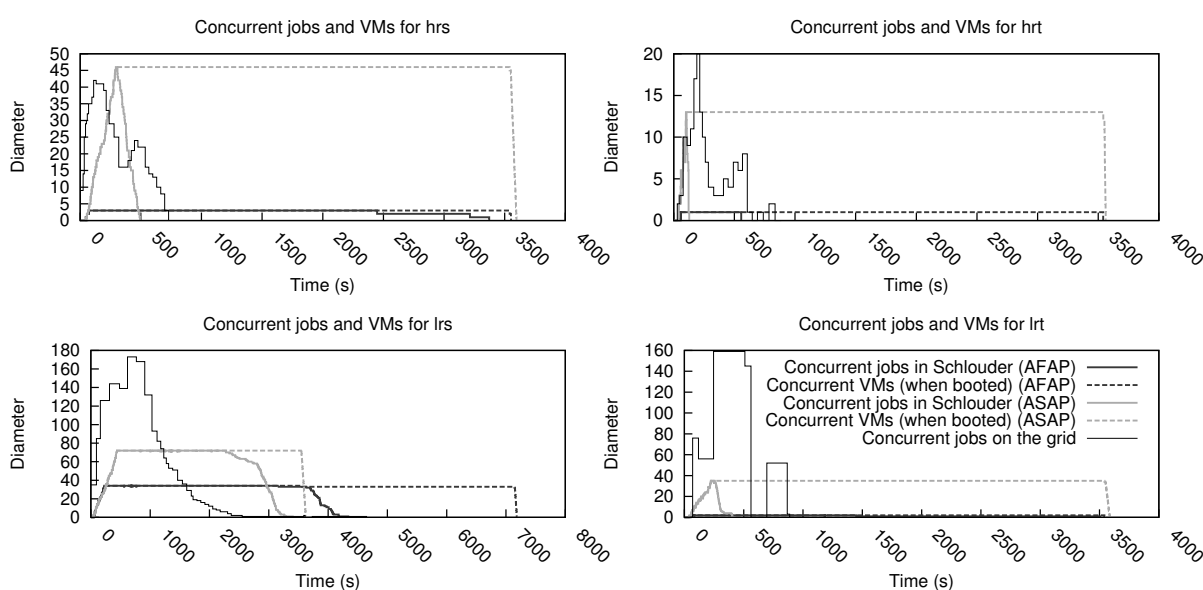 Concurrent jobs and VMs for hrs
50
45
40
35
30
25
20
15
10
5
0
Diameter
0 500 1000 1500 2000 2500 3000 3500 4000
Time (s)
Concurrent jobs and VMs for hrt
20
15
10
5
0
Diameter
0 500 1000 1500 2000 2500 3000 3500 4000
Time (s)
Concurrent jobs and VMs for lrs
180
160
140
120
100
80
60
40
20
0
Diameter
0 1000 2000 3000 4000 5000 6000 7000 8000
Time (s)
Concurrent jobs and VMs for lrt
160
140
120
100
80
60
40
20
0
Diameter
Concurrent jobs in Schlouder (AFAP)
Concurrent VMs (when booted) (AFAP)
Concurrent jobs in Schlouder (ASAP)
Concurrent VMs (when booted) (ASAP)
Concurrent jobs on the grid
0 500 1000 1500 2000 2500 3000 3500 4000
Time (s)